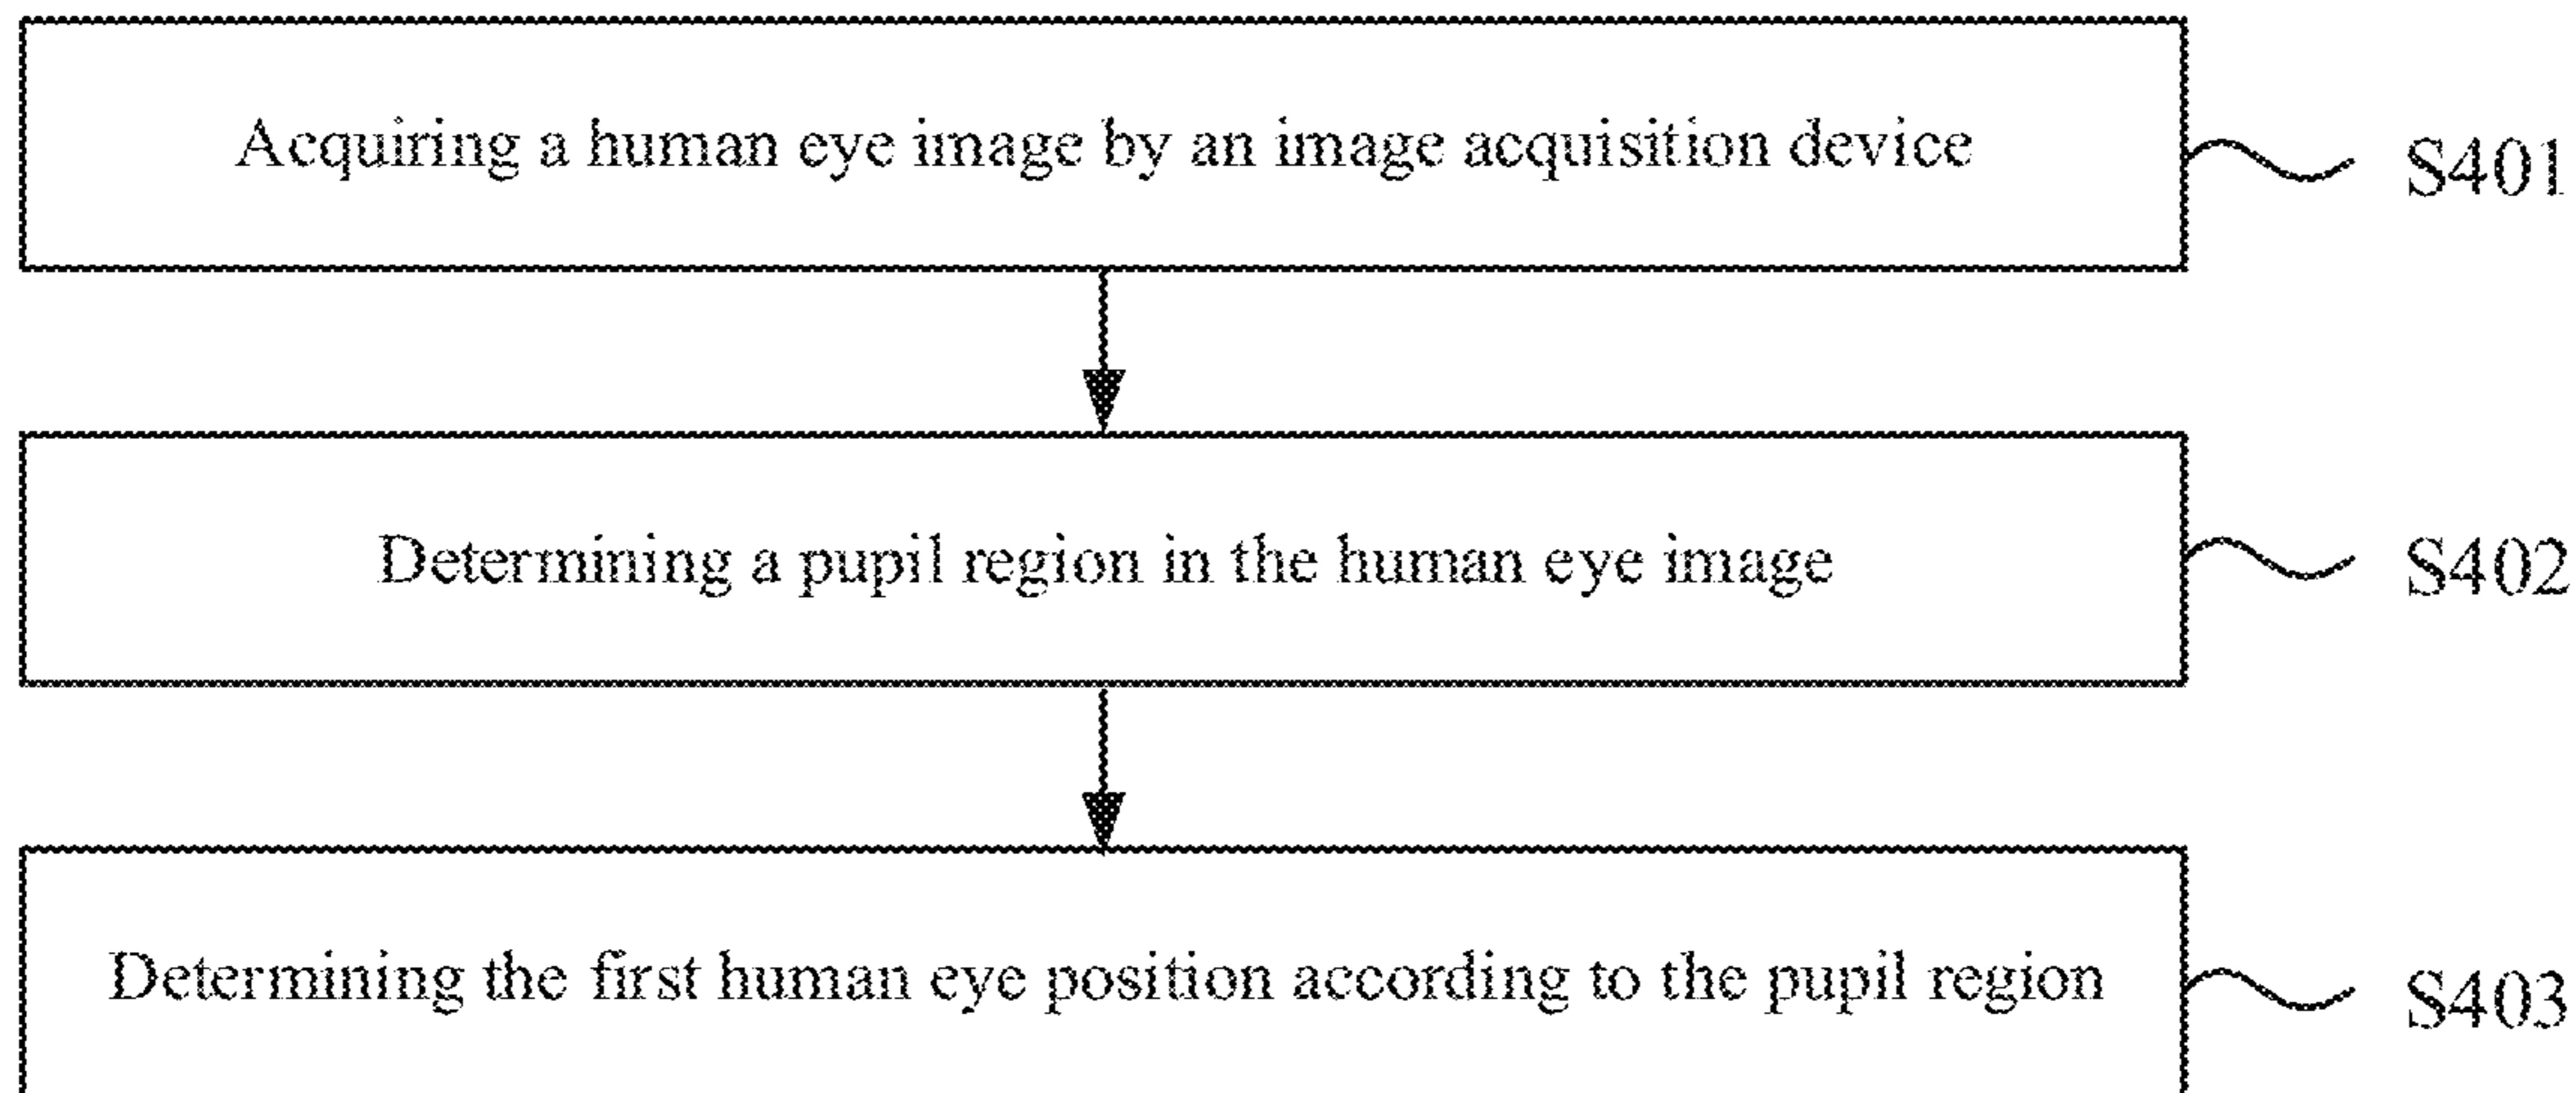 Acquiring a human eye image by an image acquisition device
S401
Determining a pupil region in the human eye image
S402
Determining the first human eye position according to the pupil region
S403